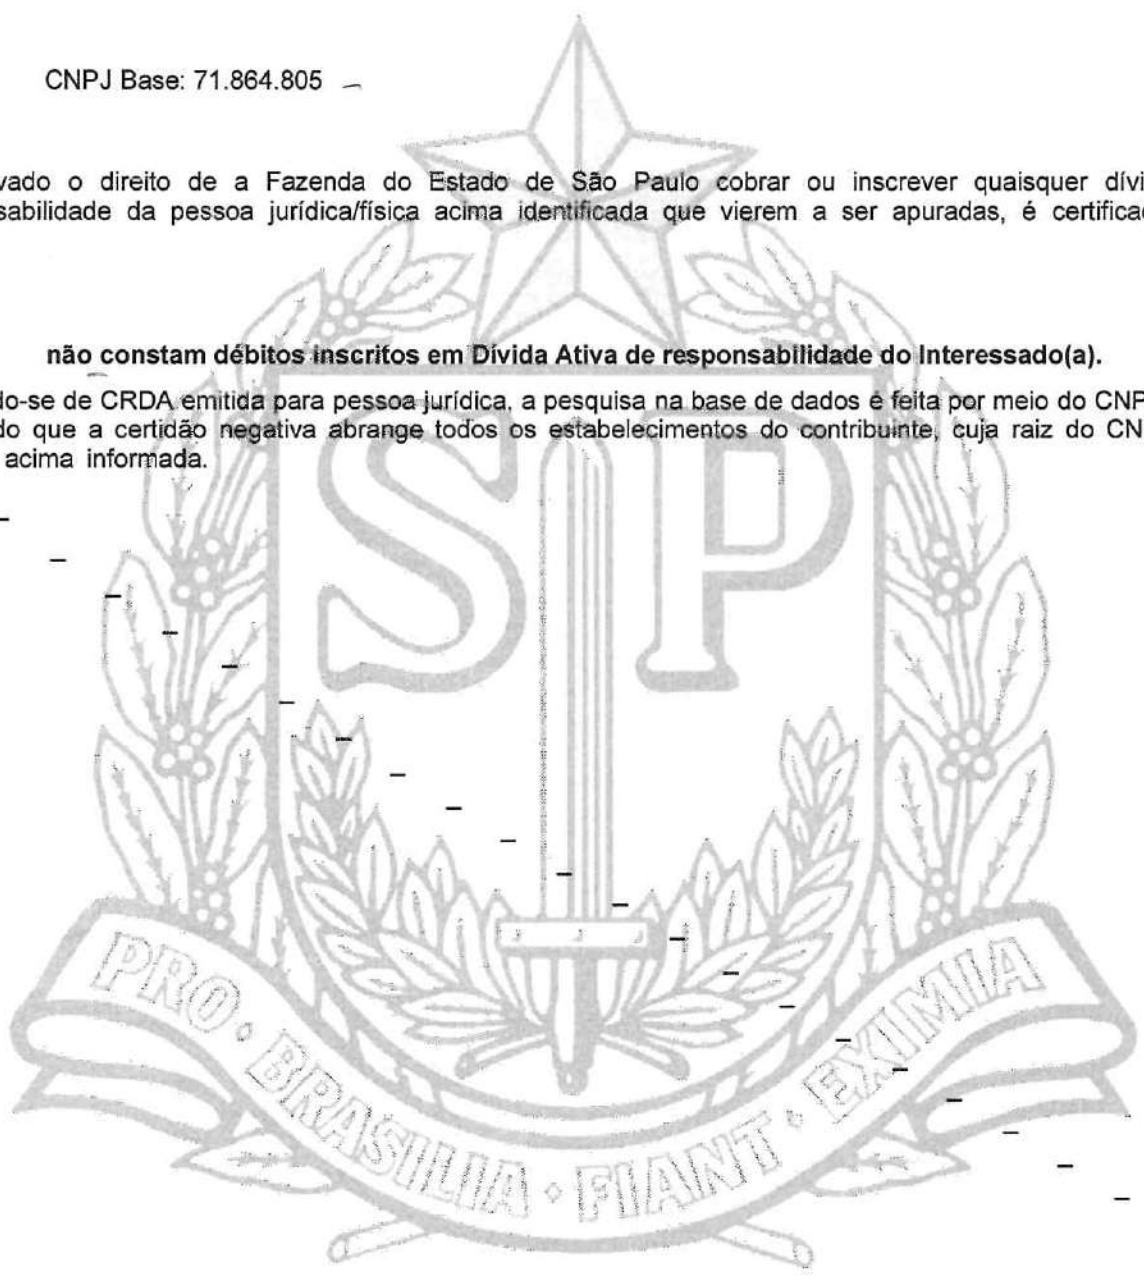 CNPJ Base: 71.864.805
vado o direito de a Fazenda do Estado de São Paulo cobrar ou inscrever quaisquer dívi
sabilidade da pessoa jurídica/física acima identificada que vierem a ser apuradas, é certificad
não constam débitos inscritos em Dívida Ativa de responsabilidade do Interessado(a).
do-se de CRDA emitida para pessoa jurídica, a pesquisa na base de dados é feita por meio do CNP
do que a certidão negativa abrange todos os estabelecimentos do contribuinte, cuja raiz do CN
acima informada.
SP
PRO • BRASILIA • FIANT • EXIMIA